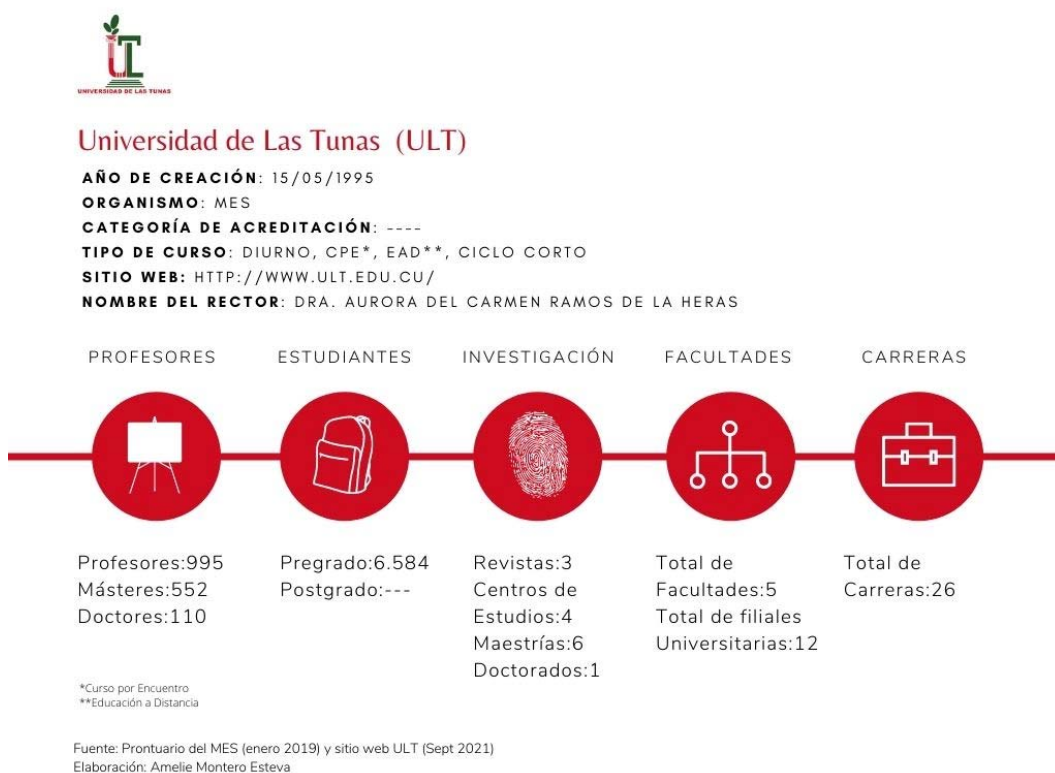 UNIVERSIDAD DE LAS TUNAS
Universidad de Las Tunas (ULT)
AÑO DE CREACIÓN: 15/05/1995
ORGANISMO: MES
CATEGORÍA DE ACREDITACIÓN: ----
TIPO DE CURSO: DIURNO, CPE*, EAD**, CICLO CORTO
SITIO WEB: HTTP://WWW.ULT.EDU.CU/
NOMBRE DEL RECTOR: DRA. AURORA DEL CARMEN RAMOS DE LA HERAS
PROFESORES
Profesores:995
Másteres:552
Doctores:110
ESTUDIANTES
Pregrado:6.584
Postgrado:---
INVESTIGACIÓN
Revistas:3
Centros de
Estudios:4
Maestrías:6
Doctorados:1
FACULTADES
Total de
Facultades:5
Total de filiales
Universitarias:12
CARRERAS
Total de
Carreras:26
*Curso por Encuentro
**Educación a Distancia
Fuente: Prontuario del MES (enero 2019) y sitio web ULT (Sept 2021)
Elaboración: Amelie Montero Esteva